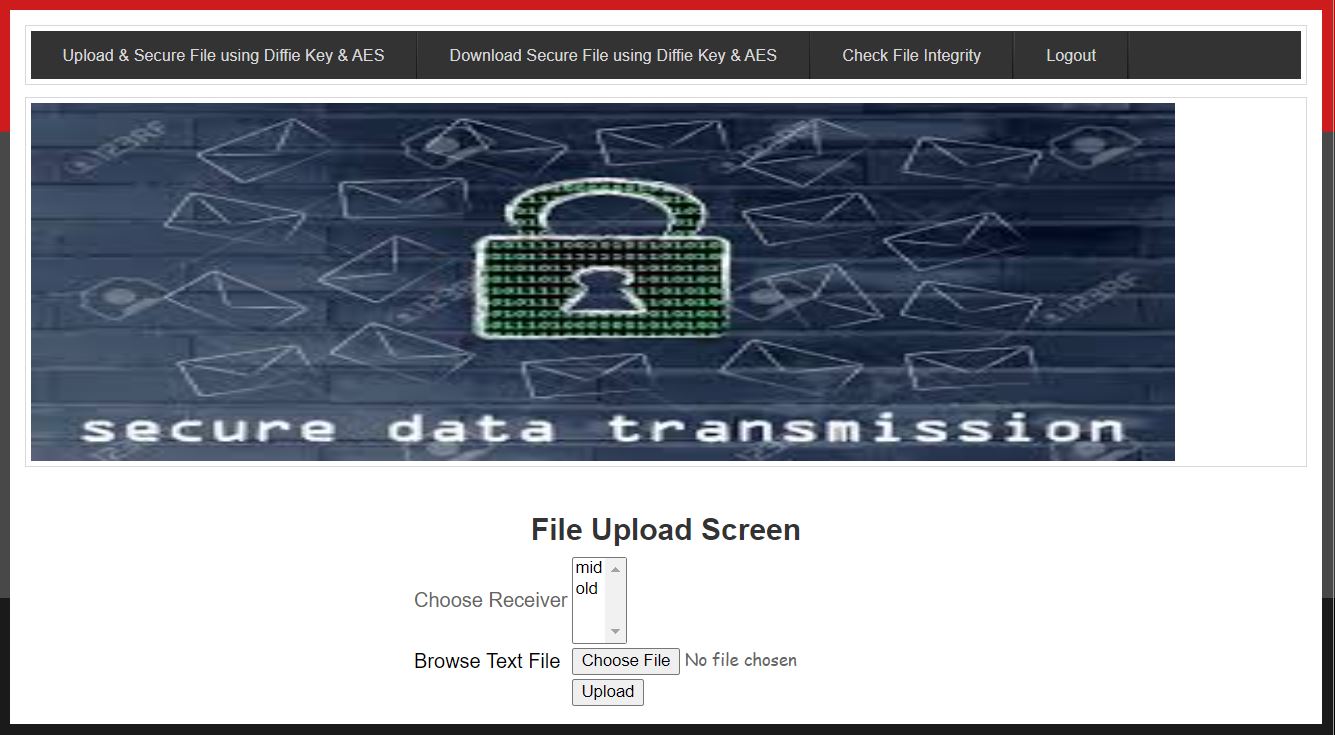 Upload & Secure File using Diffie Key & AES
Download Secure File using Diffie Key & AES
Check File Integrity
Logout
secure data transmission
File Upload Screen
Choose Receiver
mid
old
Browse Text File
Choose File No file chosen
Upload